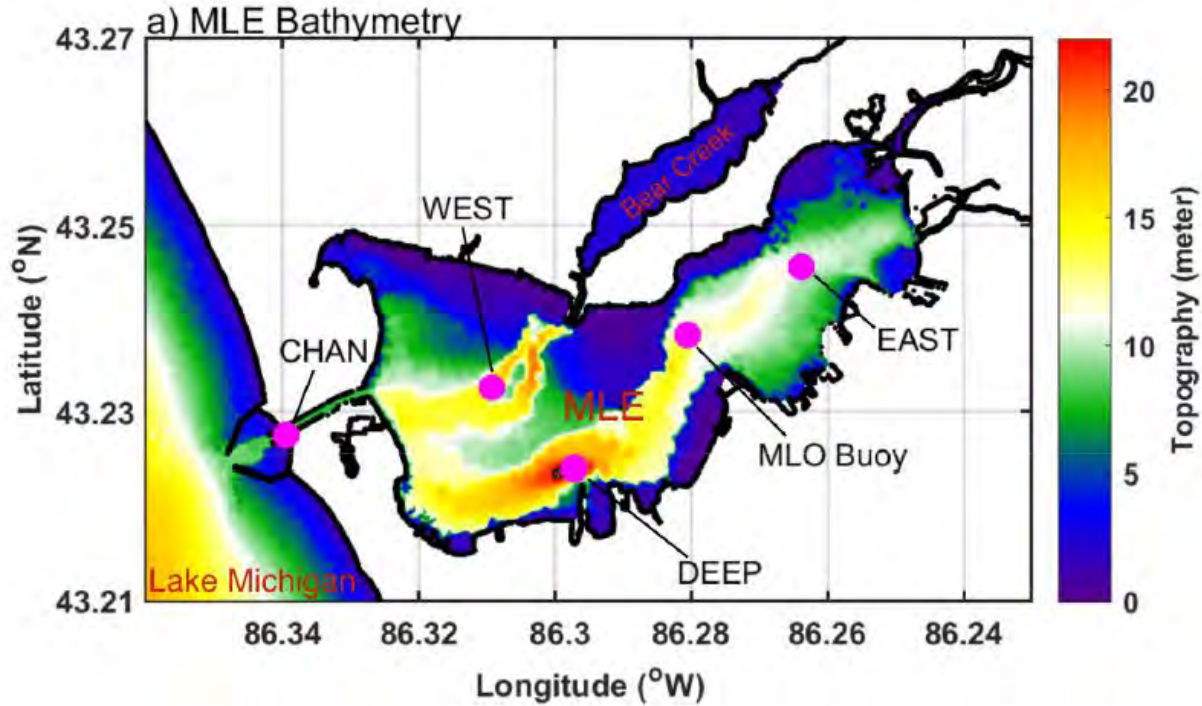 a) MLE Bathymetry
43.27
43.25
43.23
43.21
Latitude (°N)
86.34
86.32
86.3
86.28
86.26
86.24
Longitude (°W)
WEST
CHAN
Bear Creek
EAST
MLE
MLO Buoy
DEEP
Lake Michigan
20
15
10
5
0
Topography (meter)